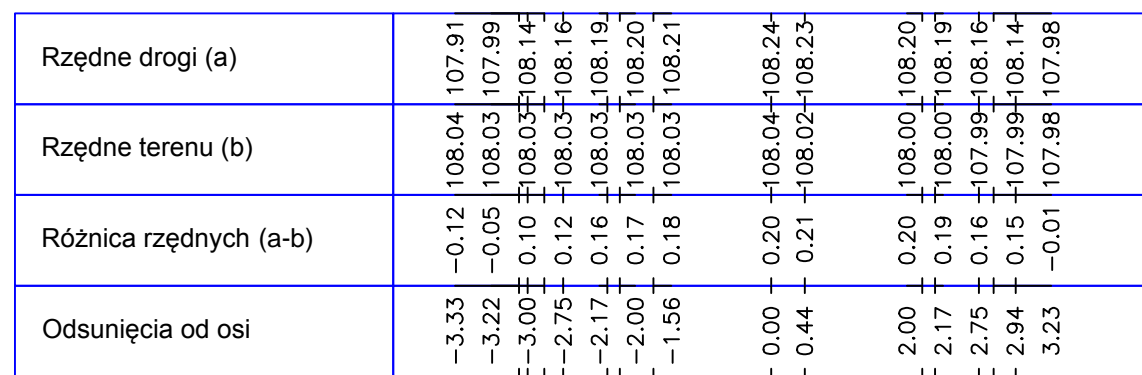 Rzędne drogi (a) 107.91 107.99 108.14 108.16 108.19 108.20 108.21 108.24 108.23 108.20 108.19 108.16 108.14 107.98
Rzędne terenu (b) 108.04 108.03 108.03 108.03 108.03 108.03 108.03 108.04 108.02 108.00 108.00 107.99 107.99 107.98
Różnica rzędnych (a-b) -0.12 -0.05 0.10 0.12 0.16 0.17 0.18 0.20 0.21 0.20 0.19 0.16 0.15 -0.01
Odsunięcia od osi -3.33 -3.22 -3.00 -2.75 -2.17 -2.00 -1.56 0.00 0.44 2.00 2.17 2.75 2.94 3.23